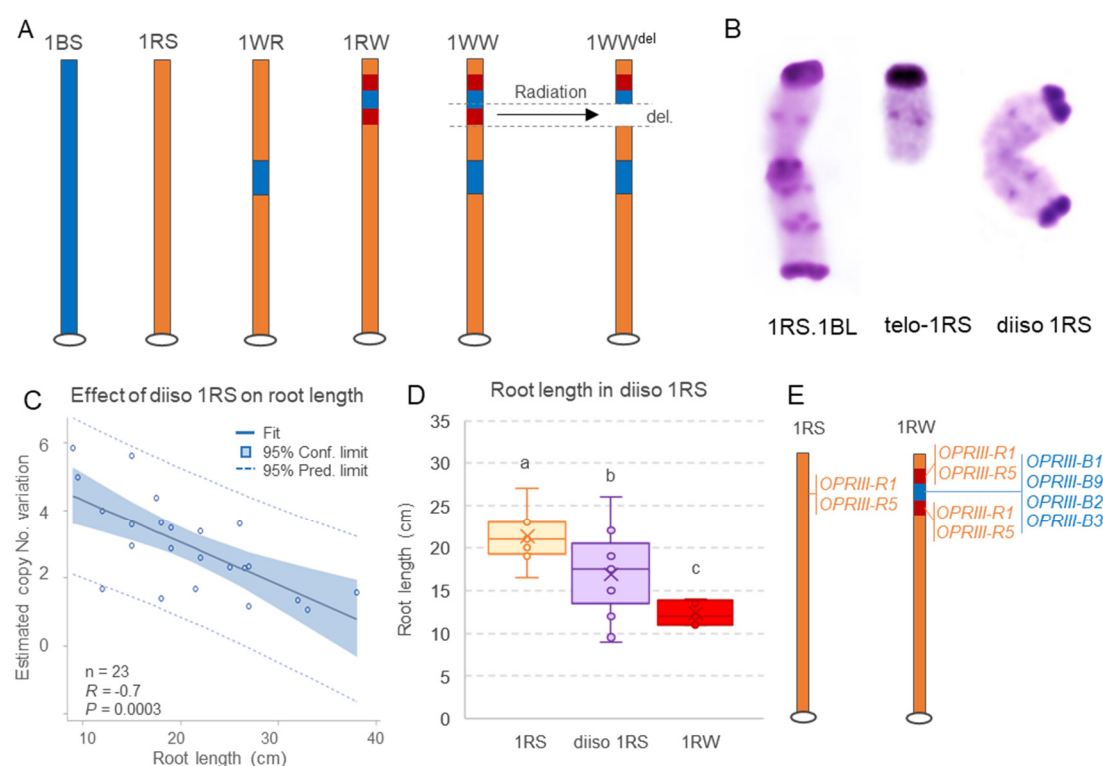 A
1BS 1RS 1WR 1RW 1WW 1WWdel
Radiation
del.
B
1RS.1BL telo-1RS diiso 1RS
C
Effect of diiso 1RS on root length
Fit
95% Conf. limit
95% Pred. limit
Estimated copy No. variation
6
4
2
0
n = 23
R = -0.7
P = 0.0003
10 20 30 40
Root length (cm)
D
Root length in diiso 1RS
Root length (cm)
35
30
25
20
15
10
5
0
a
b
c
1RS diiso 1RS 1RW
E
1RS
OPRIII-R1
OPRIII-R5
1RW
OPRIII-R1
OPRIII-R5
OPRIII-R1
OPRIII-R5
OPRIII-B1
OPRIII-B9
OPRIII-B2
OPRIII-B3